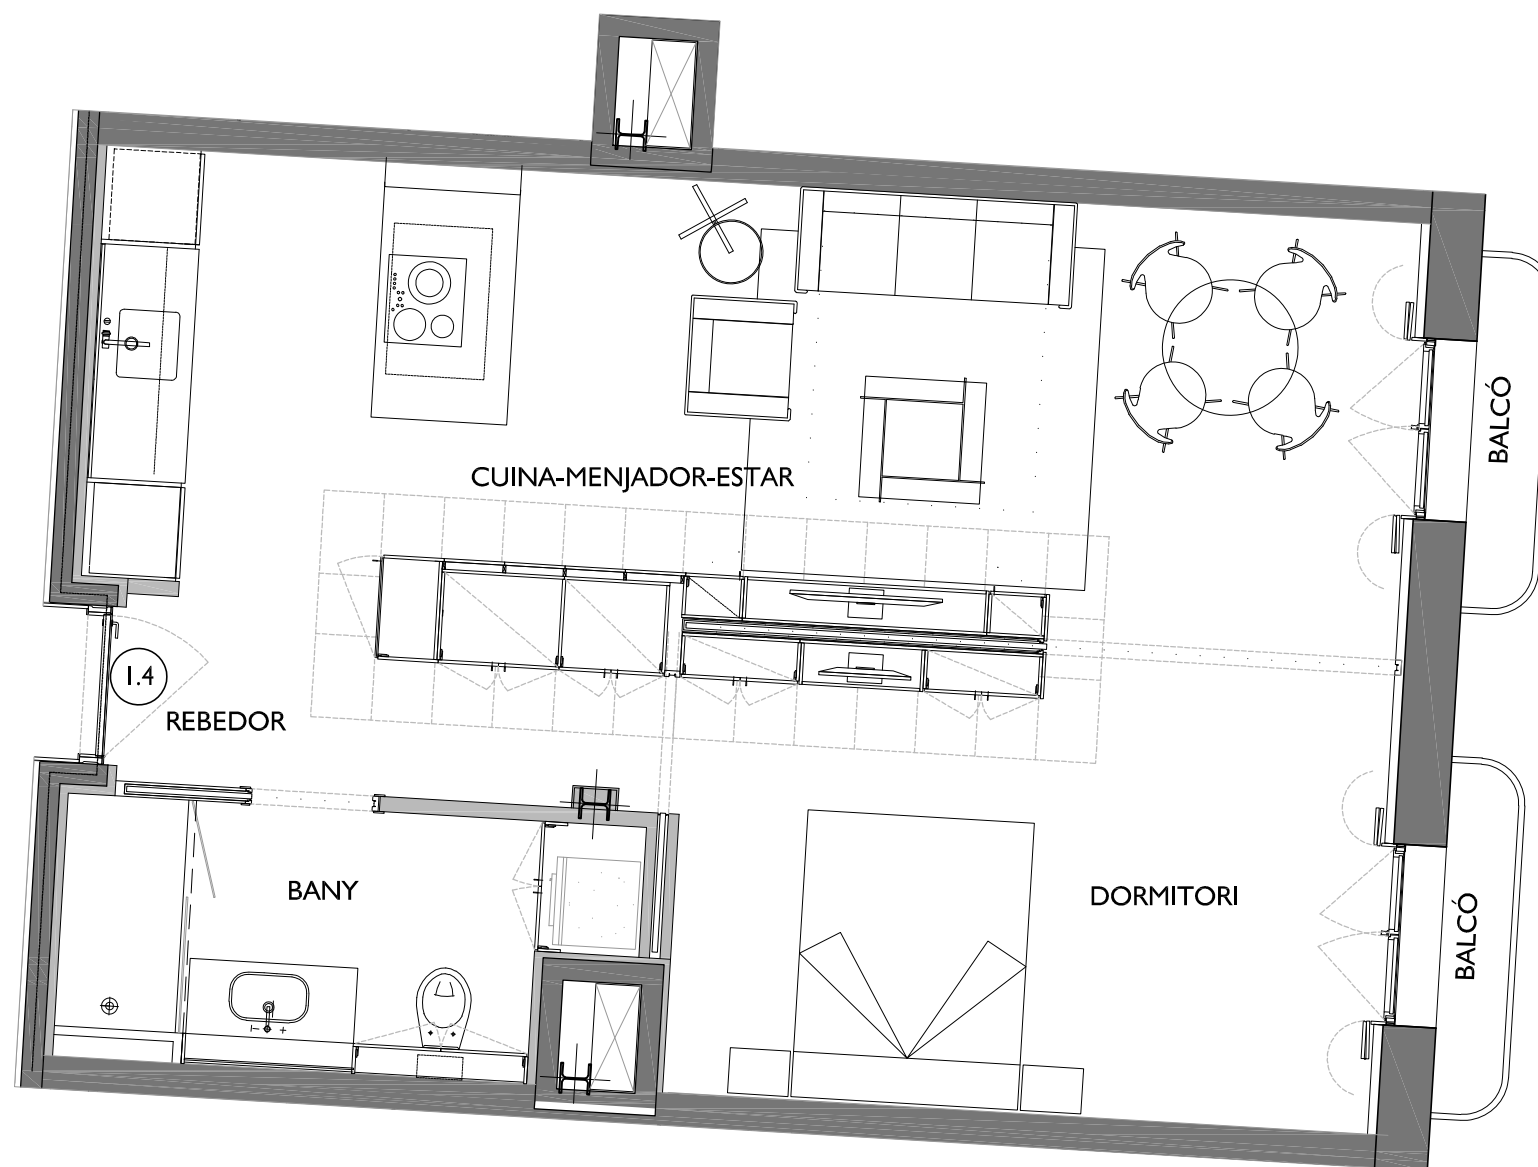 CUINA-MENJADOR-ESTAR
BALCÓ
1.4
REBEDOR
BANY
DORMITORI
BALCÓ